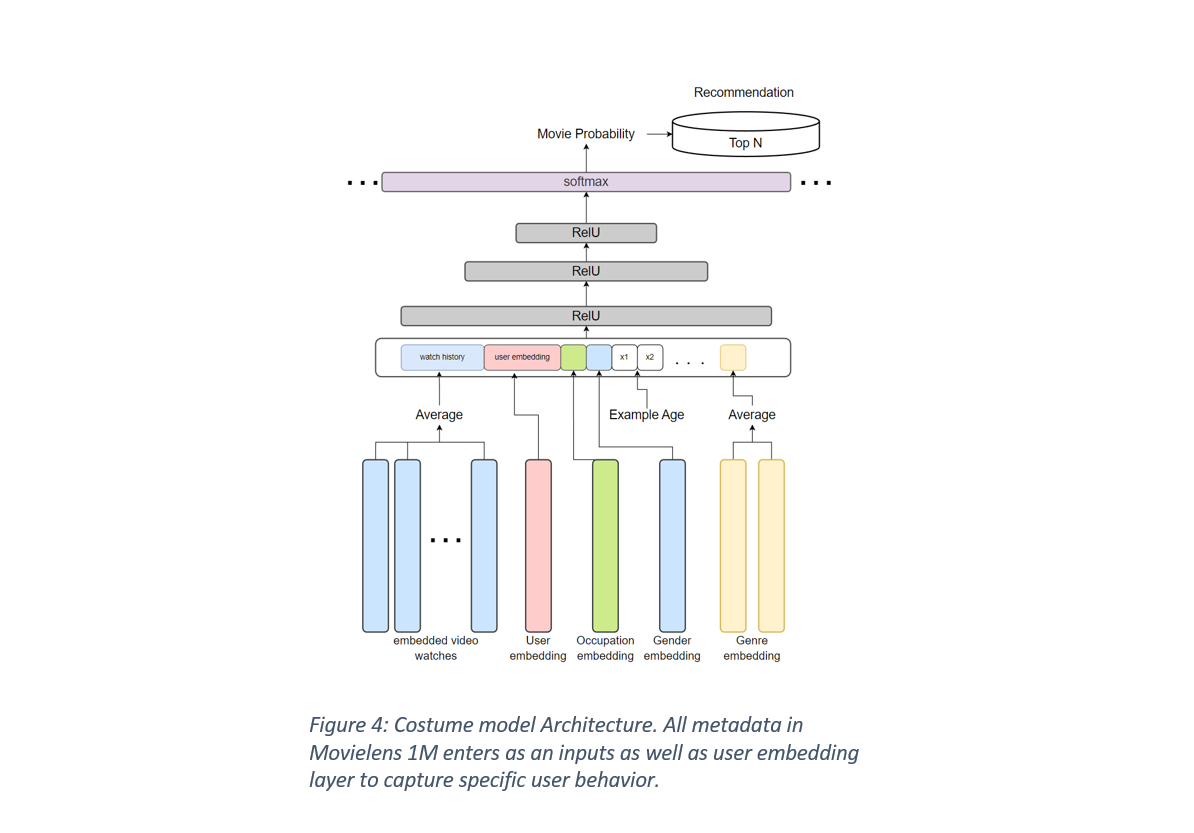 Recommendation
Movie Probability
Top N
softmax
RelU
RelU
RelU
watch history
user embedding
x1
x2
. . .
Average
Example Age
Average
embedded video
watches
User
embedding
Occupation
embedding
Gender
embedding
Genre
embedding
Figure 4: Costume model Architecture. All metadata in
Movielens 1M enters as an inputs as well as user embedding
layer to capture specific user behavior.